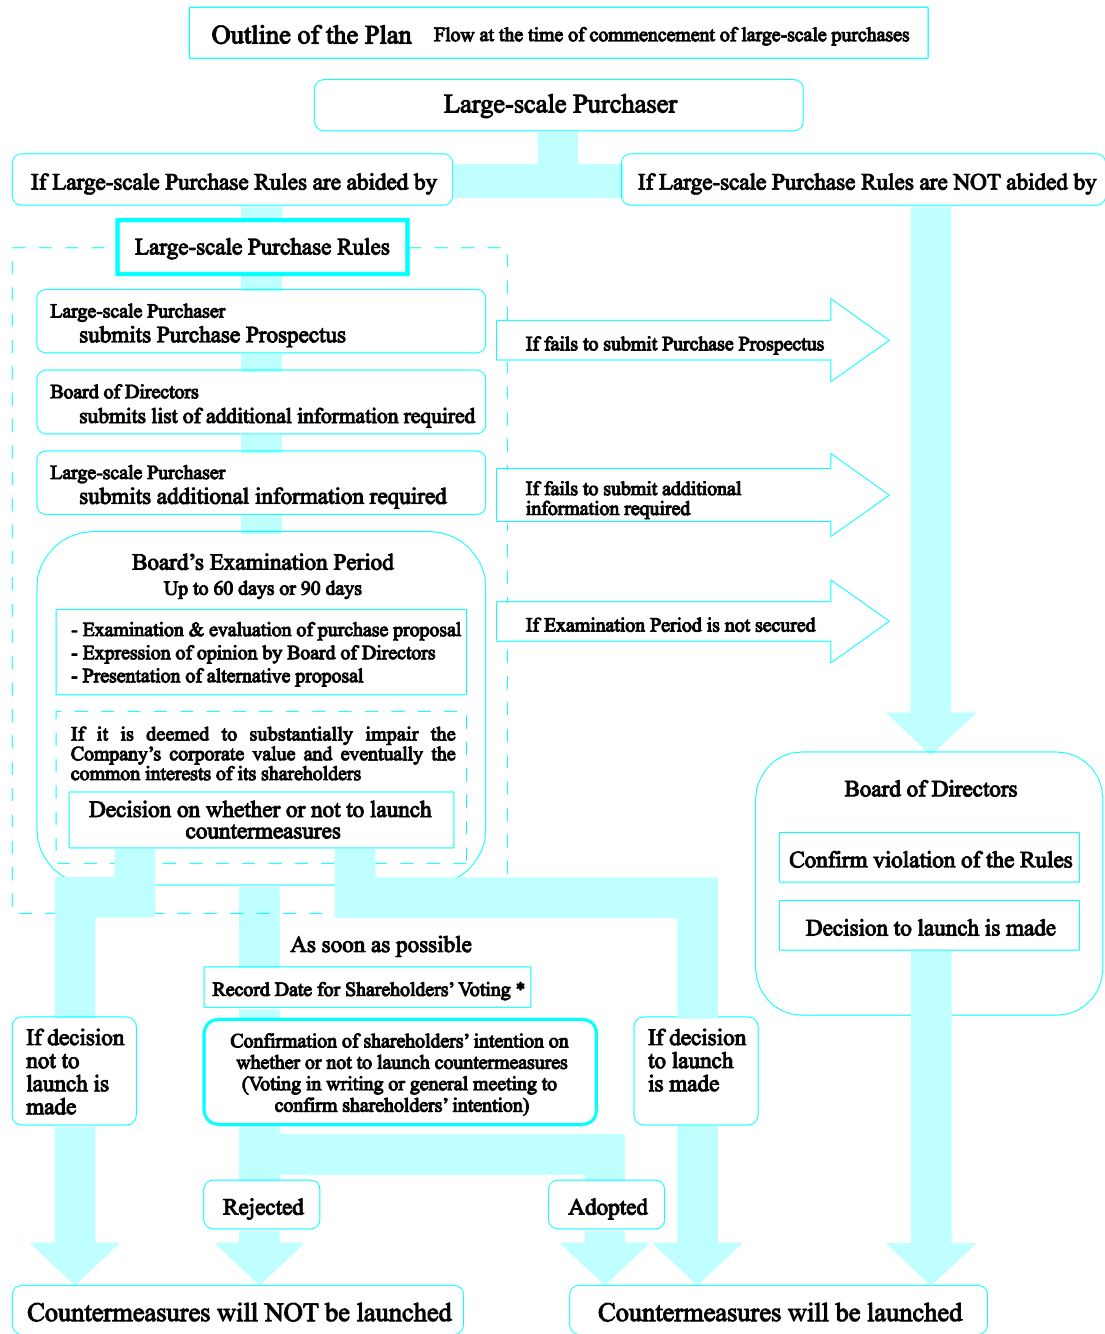 Outline of the Plan Flow at the time of commencement of large-scale purchases
Large-scale Purchaser
If Large-scale Purchase Rules are abided by
If Large-scale Purchase Rules are NOT abided by
Large-scale Purchase Rules
Large-scale Purchaser
submits Purchase Prospectus
If fails to submit Purchase Prospectus
Board of Directors
submits list of additional information required
Large-scale Purchaser
submits additional information required
If fails to submit additional
information required
Board's Examination Period
Up to 60 days or 90 days
- Examination & evaluation of purchase proposal
- Expression of opinion by Board of Directors
- Presentation of alternative proposal
If Examination Period is not secured
If it is deemed to substantially impair the
Company's corporate value and eventually the
common interests of its shareholders
Decision on whether or not to launch
countermeasures
Board of Directors
Confirm violation of the Rules
Decision to launch is made
As soon as possible
Record Date for Shareholders' Voting *
If decision
not to
launch is
made
Confirmation of shareholders' intention on
whether or not to launch countermeasures
(Voting in writing or general meeting to
confirm shareholders' intention)
If decision
to launch
is made
Rejected
Adopted
Countermeasures will NOT be launched
Countermeasures will be launched